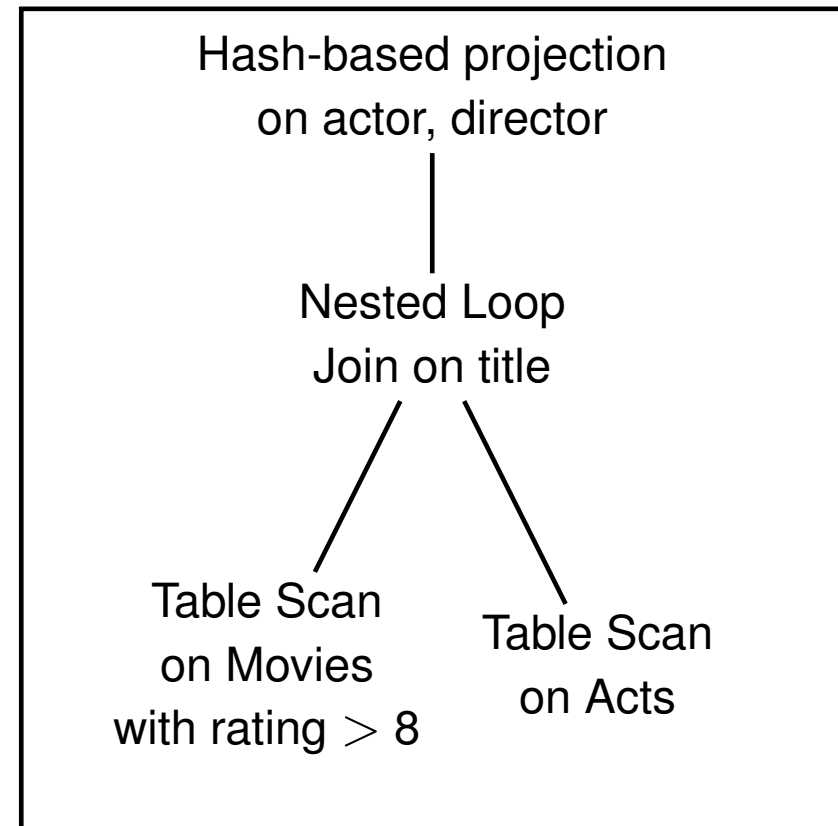 Hash-based projection
on actor, director
Nested Loop
Join on title
Table Scan
on Movies
with rating > 8
Table Scan
on Acts